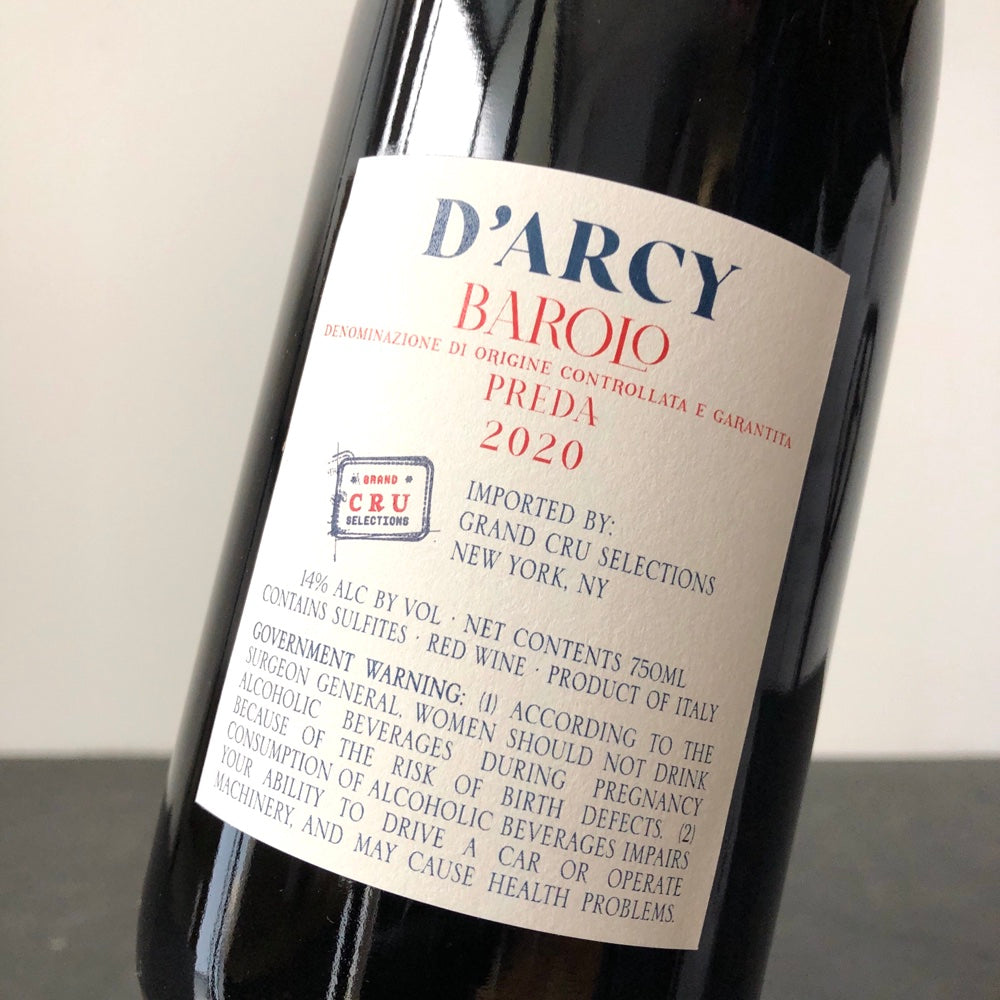 D'ARCY
BAROLO
DENOMINAZIONE DI ORIGINE CONTROLLATA E GARANTITA
PREDA
2020
GRAND
CRU
SELECTIONS
IMPORTED BY:
GRAND CRU SELECTIONS
NEW YORK, NY
14% ALC BY VOL · NET CONTENTS 750ML
CONTAINS SULFITES · RED WINE · PRODUCT OF ITALY
GOVERNMENT WARNING: (1) ACCORDING TO THE
SURGEON GENERAL, WOMEN SHOULD NOT DRINK
ALCOHOLIC BEVERAGES DURING PREGNANCY
BECAUSE OF THE RISK OF BIRTH DEFECTS. (2)
CONSUMPTION OF ALCOHOLIC BEVERAGES IMPAIRS
YOUR ABILITY TO DRIVE A CAR OR OPERATE
MACHINERY, AND MAY CAUSE HEALTH PROBLEMS.